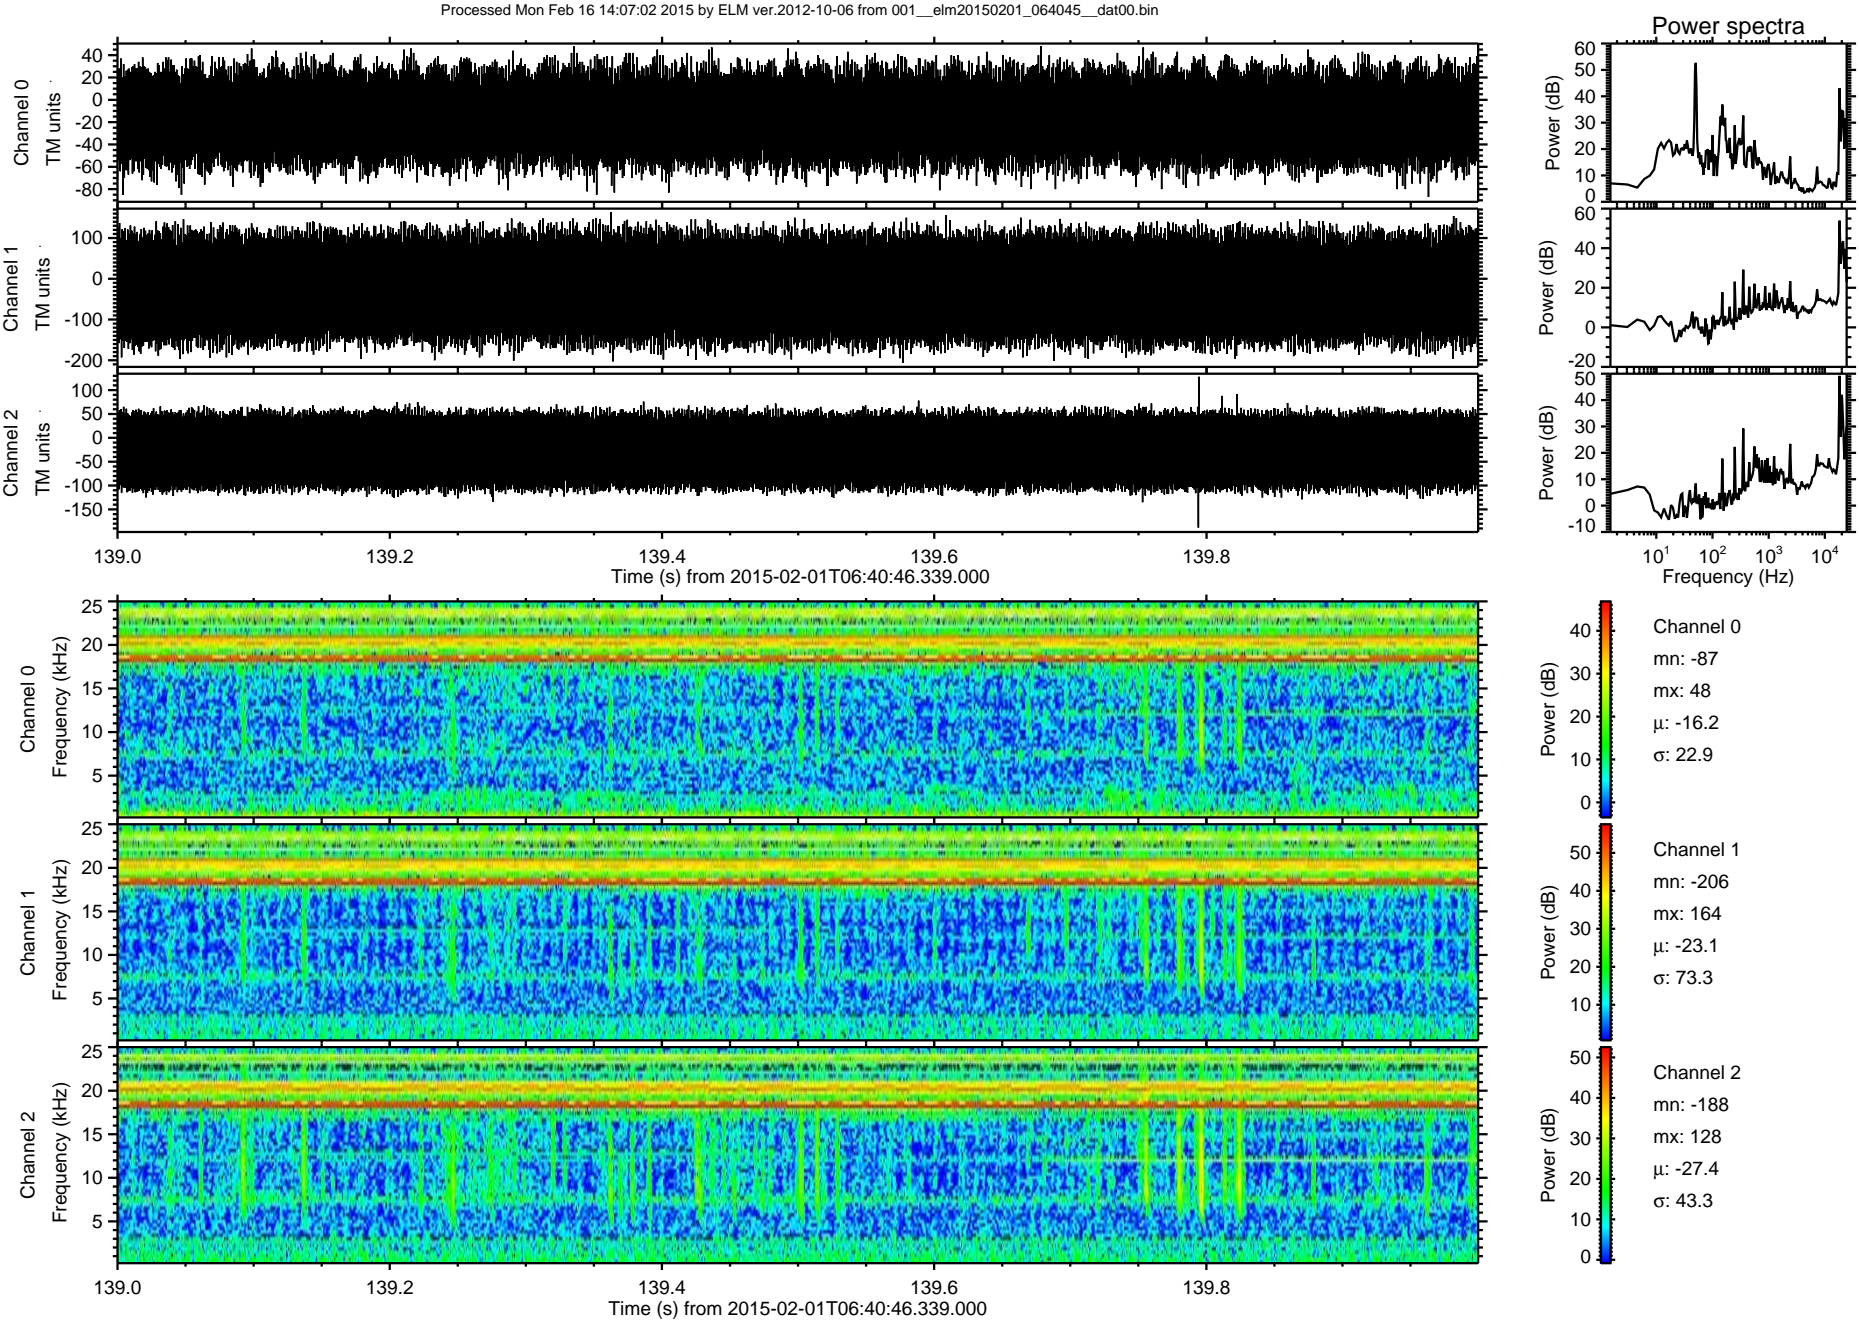 Processed Mon Feb 16 14:07:02 2015 by ELM ver.2012-10-06 from 001__elm20150201_064045__dat00.bin
Power spectra
Channel 0
TM units
40
20
0
-20
-40
-60
-80
Power (dB)
60
50
40
30
20
10
0
Channel 1
TM units
100
0
-100
-200
Power (dB)
60
40
20
0
-20
Channel 2
TM units
100
50
0
-50
-100
-150
Power (dB)
50
40
30
20
10
0
-10
139.0 139.2 139.4 139.6 139.8
Time (s) from 2015-02-01T06:40:46.339.000
10¹ 10² 10³ 10⁴
Frequency (Hz)
Channel 0
Frequency (kHz)
25
20
15
10
5
Power (dB)
40
30
20
10
0
Channel 0
mn: -87
mx: 48
μ: -16.2
σ: 22.9
Channel 1
Frequency (kHz)
25
20
15
10
5
Power (dB)
50
40
30
20
10
Channel 1
mn: -206
mx: 164
μ: -23.1
σ: 73.3
Channel 2
Frequency (kHz)
25
20
15
10
5
Power (dB)
50
40
30
20
10
0
Channel 2
mn: -188
mx: 128
μ: -27.4
σ: 43.3
139.0 139.2 139.4 139.6 139.8
Time (s) from 2015-02-01T06:40:46.339.000